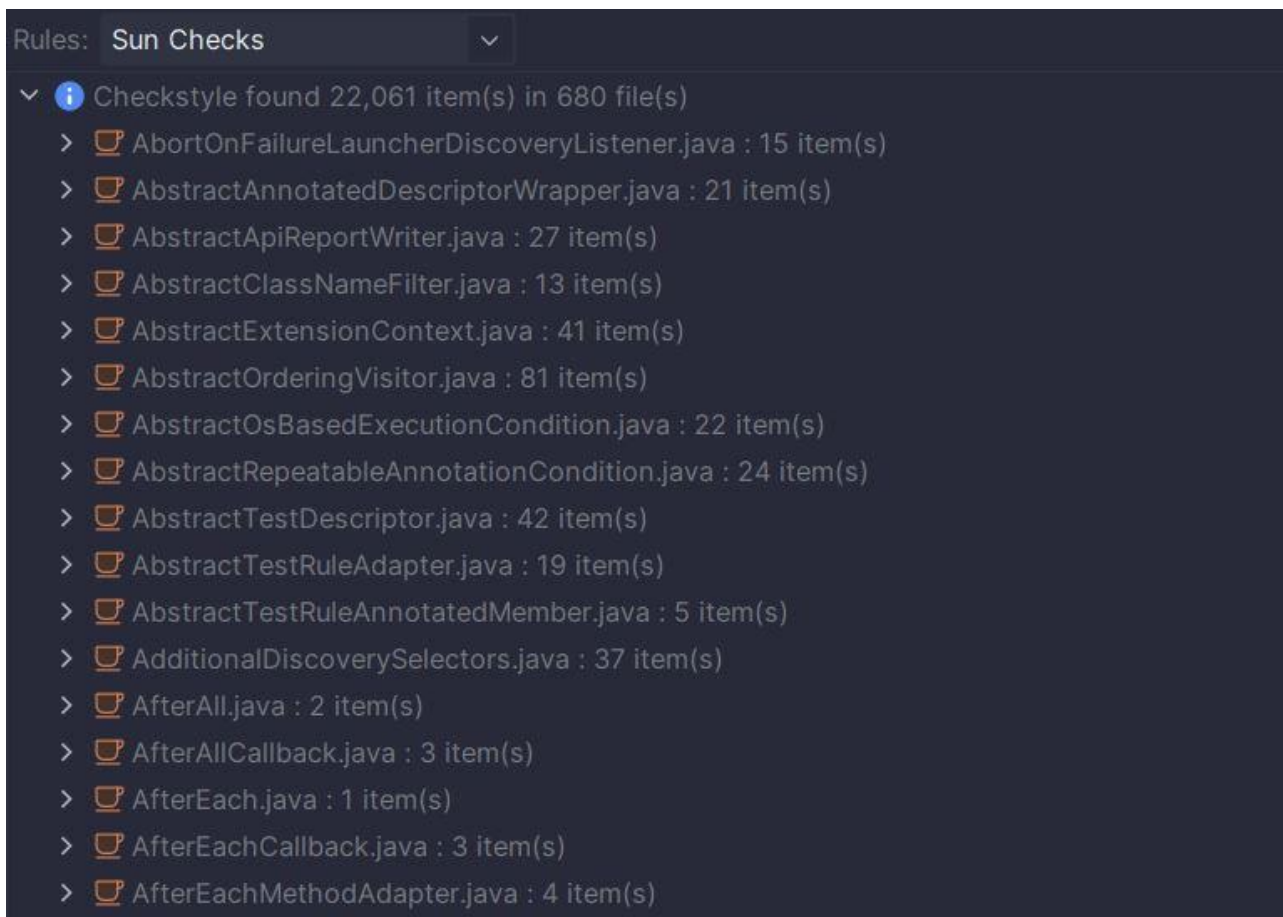 Rules: Sun Checks
Checkstyle found 22,061 item(s) in 680 file(s)
AbortOnFailureLauncherDiscoveryListener.java : 15 item(s)
AbstractAnnotatedDescriptorWrapper.java : 21 item(s)
AbstractApiReportWriter.java : 27 item(s)
AbstractClassNameFilter.java : 13 item(s)
AbstractExtensionContext.java : 41 item(s)
AbstractOrderingVisitor.java : 81 item(s)
AbstractOsBasedExecutionCondition.java : 22 item(s)
AbstractRepeatableAnnotationCondition.java : 24 item(s)
AbstractTestDescriptor.java : 42 item(s)
AbstractTestRuleAdapter.java : 19 item(s)
AbstractTestRuleAnnotatedMember.java : 5 item(s)
AdditionalDiscoverySelectors.java : 37 item(s)
AfterAll.java : 2 item(s)
AfterAllCallback.java : 3 item(s)
AfterEach.java : 1 item(s)
AfterEachCallback.java : 3 item(s)
AfterEachMethodAdapter.java : 4 item(s)